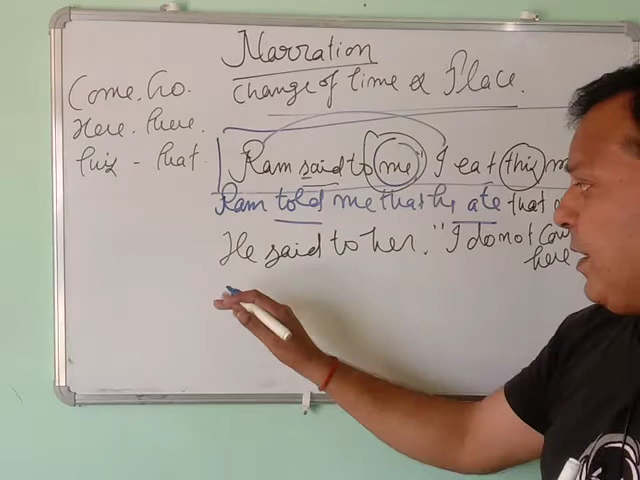 Narration
Change of Time & Place.
Come. Go.
Here. There.
This - That.
Ram said to me "I eat this
Ram told me that he ate that
He said to her. "I do not
here